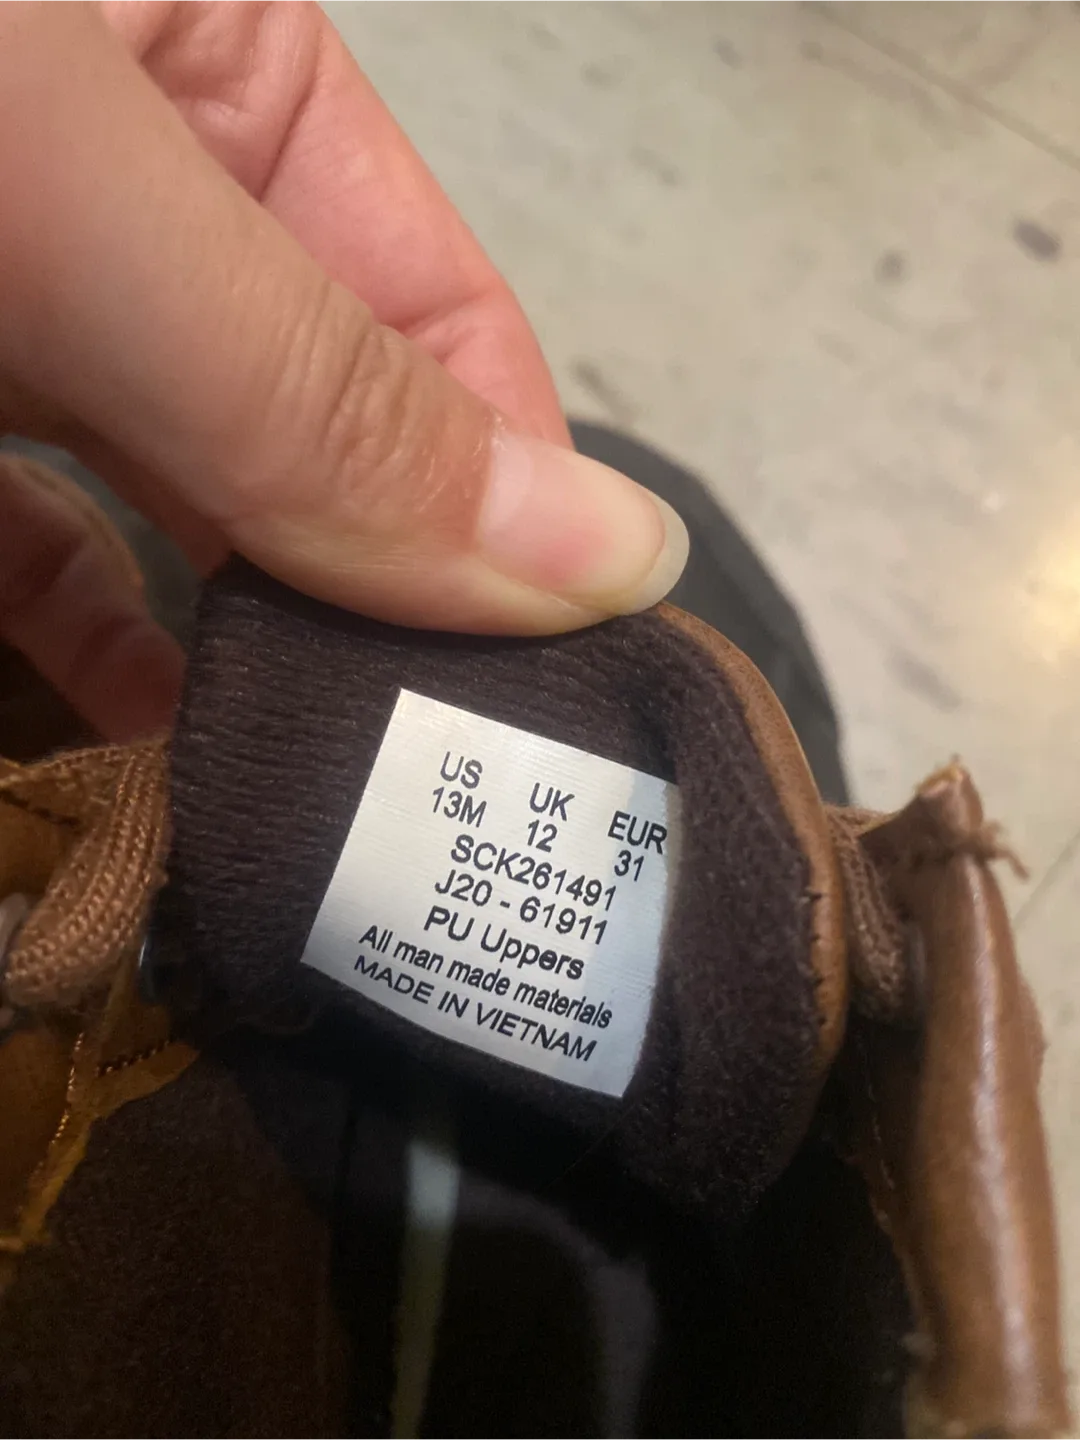 US UK EUR
13M 12 31
SCK261491
J20 - 61911
PU Uppers
All man made materials
MADE IN VIETNAM